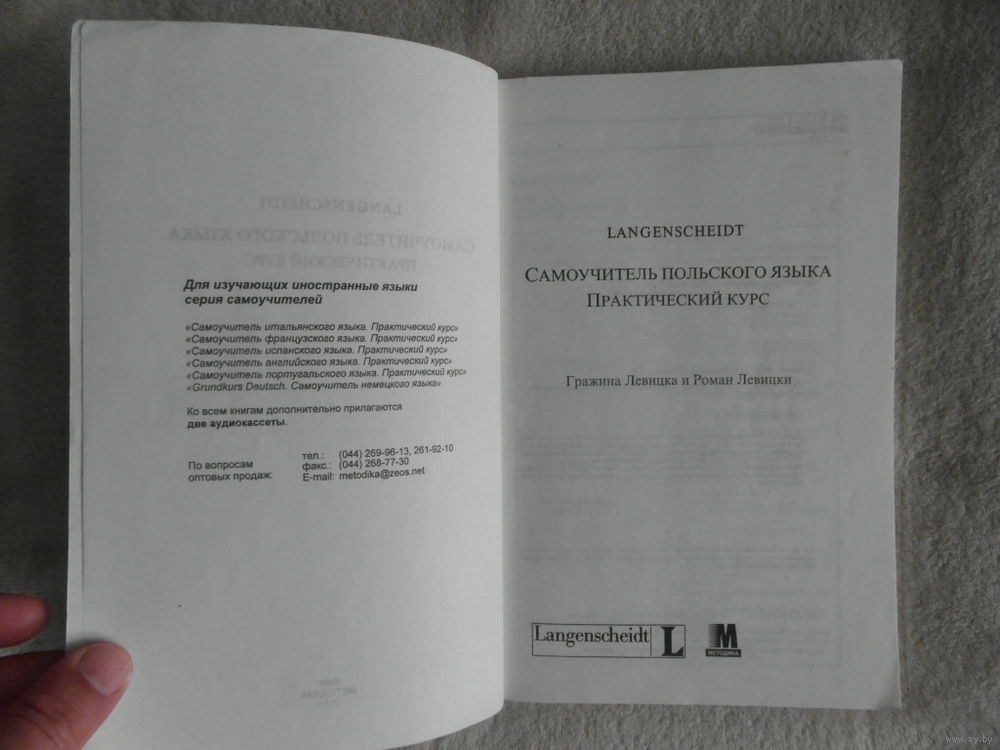 Для изучающих иностранные языки
серия самоучителей
«Самоучитель итальянского языка. Практический курс»
«Самоучитель французского языка. Практический курс»
«Самоучитель испанского языка. Практический курс»
«Самоучитель английского языка. Практический курс»
«Самоучитель португальского языка. Практический курс»
«Grundkurs Deutsch. Самоучитель немецкого языка»
Ко всем книгам дополнительно прилагаются
две аудиокассеты.
По вопросам
оптовых продаж:
тел.: (044) 269-96-13, 261-92-10
факс.: (044) 268-77-30
E-mail: metodika@zeos.net
LANGENSCHEIDT
САМОУЧИТЕЛЬ ПОЛЬСКОГО ЯЗЫКА
ПРАКТИЧЕСКИЙ КУРС
Гражина Левицка и Роман Левицки
Langenscheidt L
М
МЕТОДИКА
www.ay.by